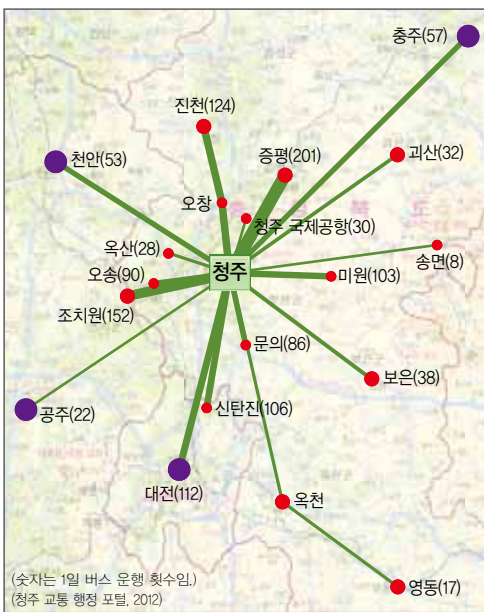 충주(57)
진천(124)
천안(53)
증평(201)
괴산(32)
오창
청주 국제공항(30)
옥산(28)
송면(8)
청주
오송(90)
미원(103)
조치원(152)
문의(86)
보은(38)
공주(22)
신탄진(106)
대전(112)
옥천
영동(17)
(숫자는 1일 버스 운행 횟수임.)
(청주 교통 행정 포털, 2012)